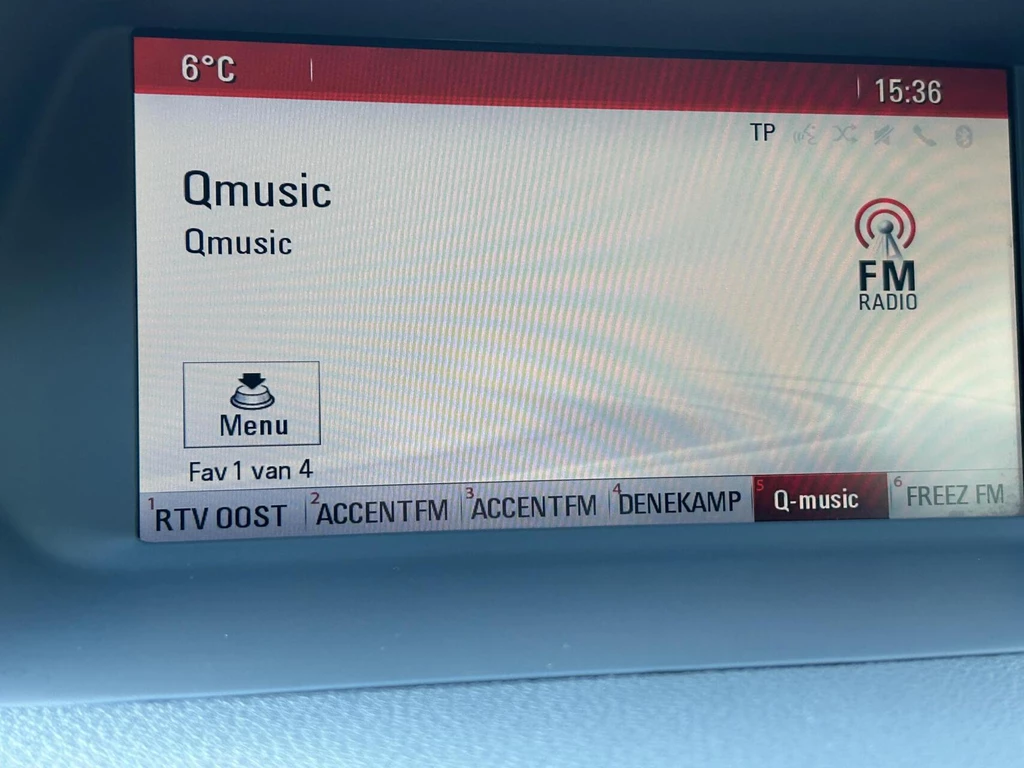 6°C
15:36
TP
Qmusic
Qmusic
FM
RADIO
Menu
Fav 1 van 4
1 RTV OOST 2 ACCENTFM 3 ACCENTFM 4 DENEKAMP 5 Q-music 6 FREEZ FM